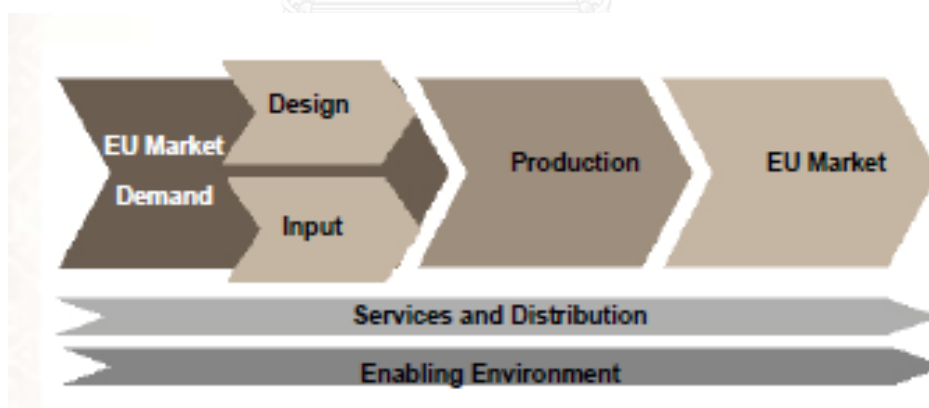 Design
EU Market
Demand
Input
Production
EU Market
Services and Distribution
Enabling Environment